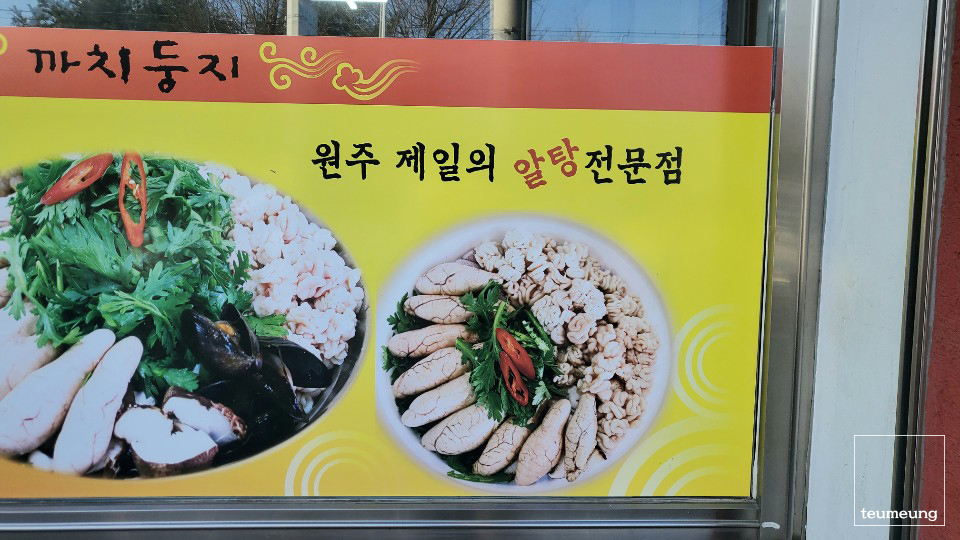 까치둥지
원주 제일의 알탕전문점
teumeung